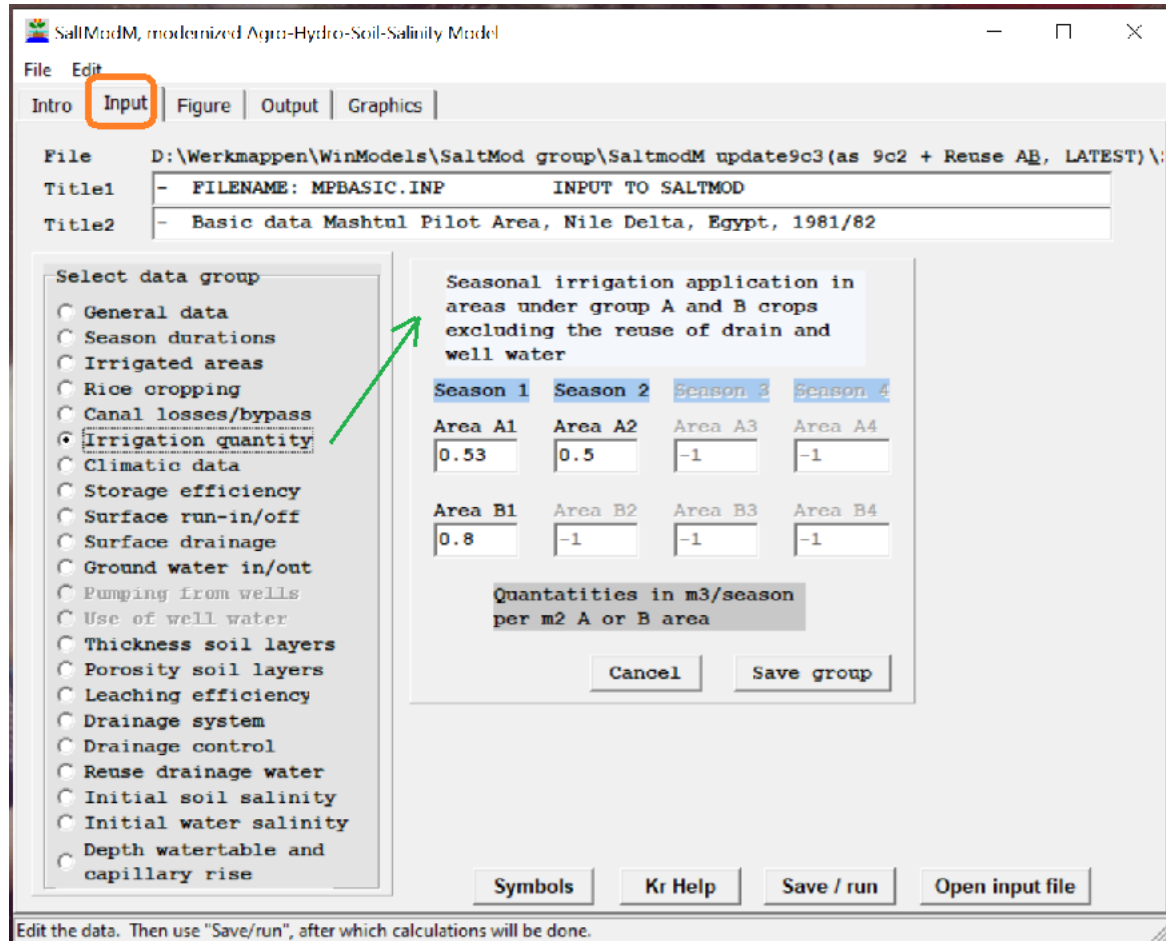 SaltModM, modernized Agro-Hydro-Soil-Salinity Model
File Edit
Intro Input Figure Output Graphics
File D:\Werkmappen\WinModels\SaltMod group\SaltmodM update9c3(as 9c2 + Reuse AB, LATEST)\
Title1 - FILENAME: MPBASIC.INP INPUT TO SALTMOD
Title2 - Basic data Mashtul Pilot Area, Nile Delta, Egypt, 1981/82
Select data group
General data
Season durations
Irrigated areas
Rice cropping
Canal losses/bypass
Irrigation quantity
Climatic data
Storage efficiency
Surface run-in/off
Surface drainage
Ground water in/out
Pumping from wells
Use of well water
Thickness soil layers
Porosity soil layers
Leaching efficiency
Drainage system
Drainage control
Reuse drainage water
Initial soil salinity
Initial water salinity
Depth watertable and
capillary rise
Seasonal irrigation application in
areas under group A and B crops
excluding the reuse of drain and
well water
Season 1 Season 2 Season 3 Season 4
Area A1 Area A2 Area A3 Area A4
0.53 0.5 -1 -1
Area B1 Area B2 Area B3 Area B4
0.8 -1 -1 -1
Quantatities in m3/season
per m2 A or B area
Cancel Save group
Symbols Kr Help Save / run Open input file
Edit the data. Then use "Save/run", after which calculations will be done.